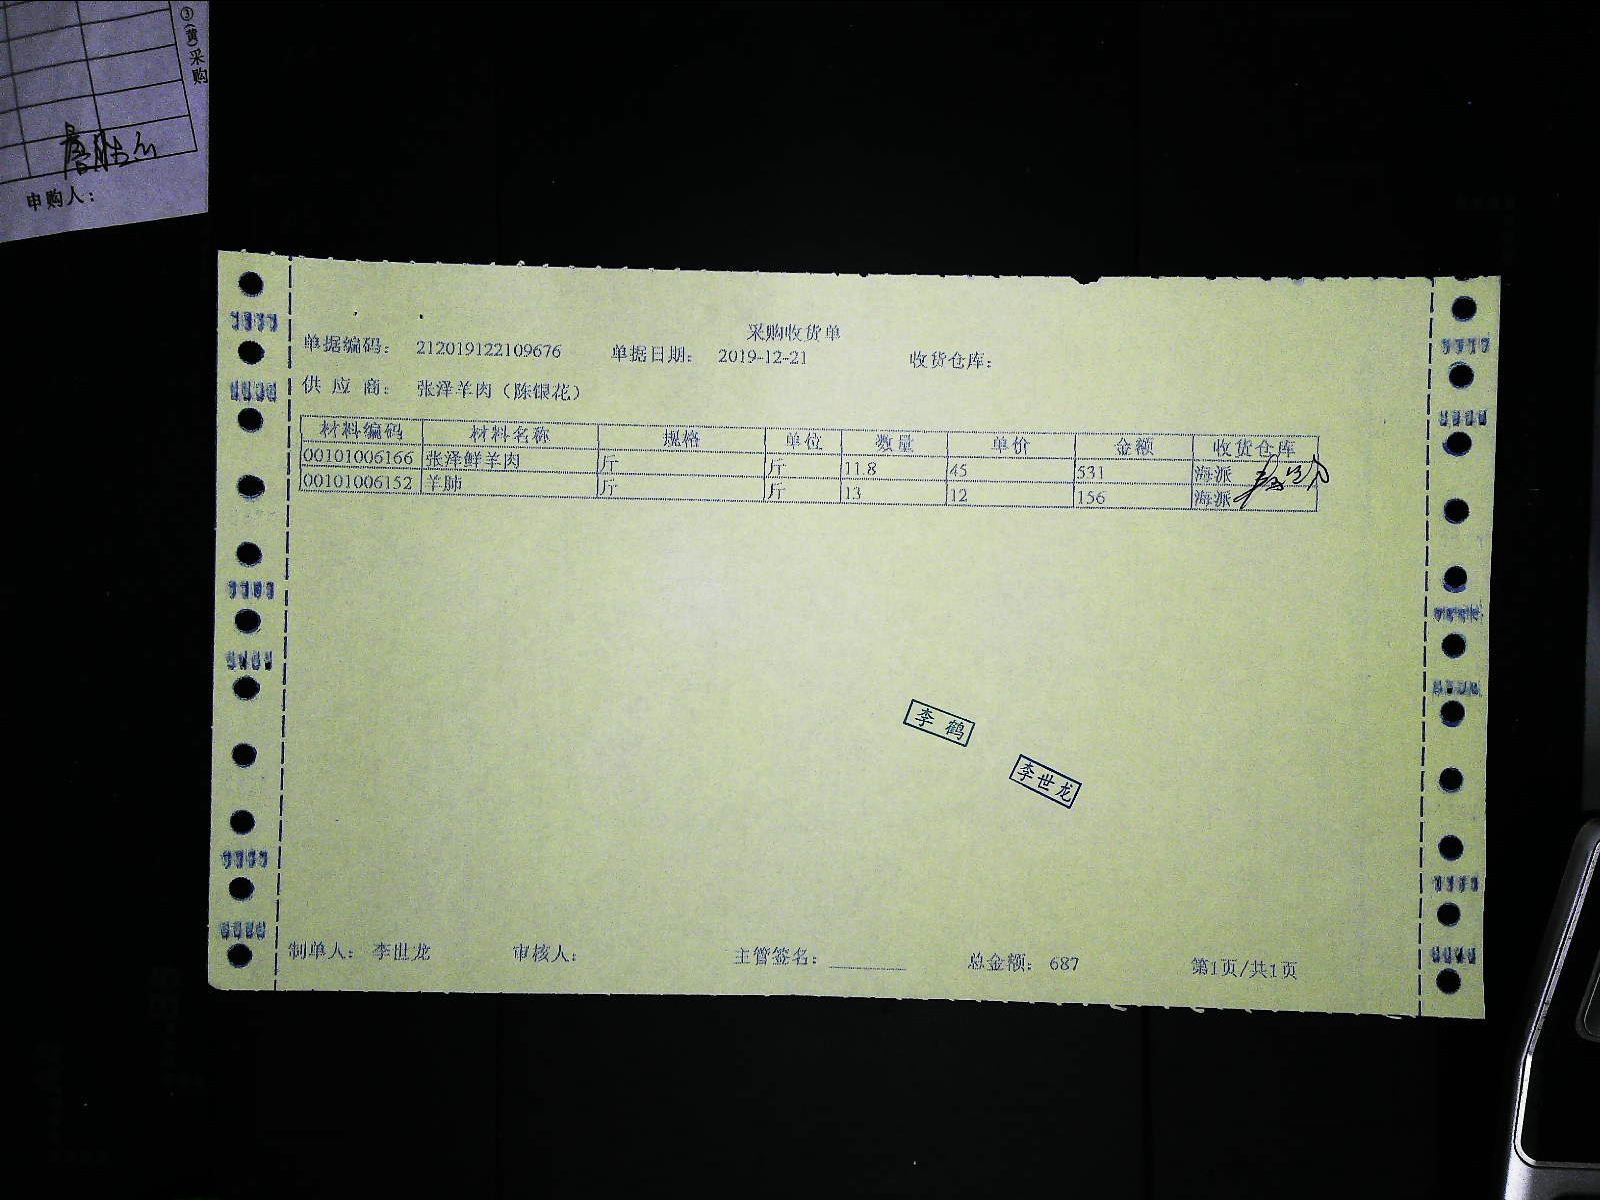 ③(黄)采购
申购人：
采购收货单
单据编码： 212019122109676 单据日期： 2019-12-21 收货仓库：
供 应 商： 张泽羊肉（陈银花）
材料编码 材料名称 规格 单位 数量 单价 金额 收货仓库
00101006166 张泽鲜羊肉 斤 斤 11.8 45 531 海派
00101006152 羊肺 斤 斤 13 12 156 海派
李 鹤
李世龙
制单人： 李世龙 审核人： 主管签名： 总金额： 687 第1页/共1页